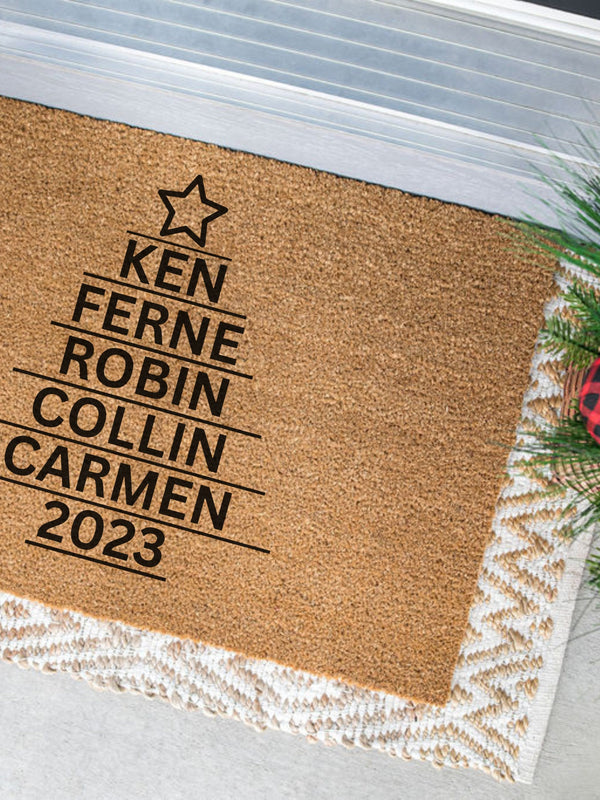 KEN
FERNE
ROBIN
COLLIN
CARMEN
2023